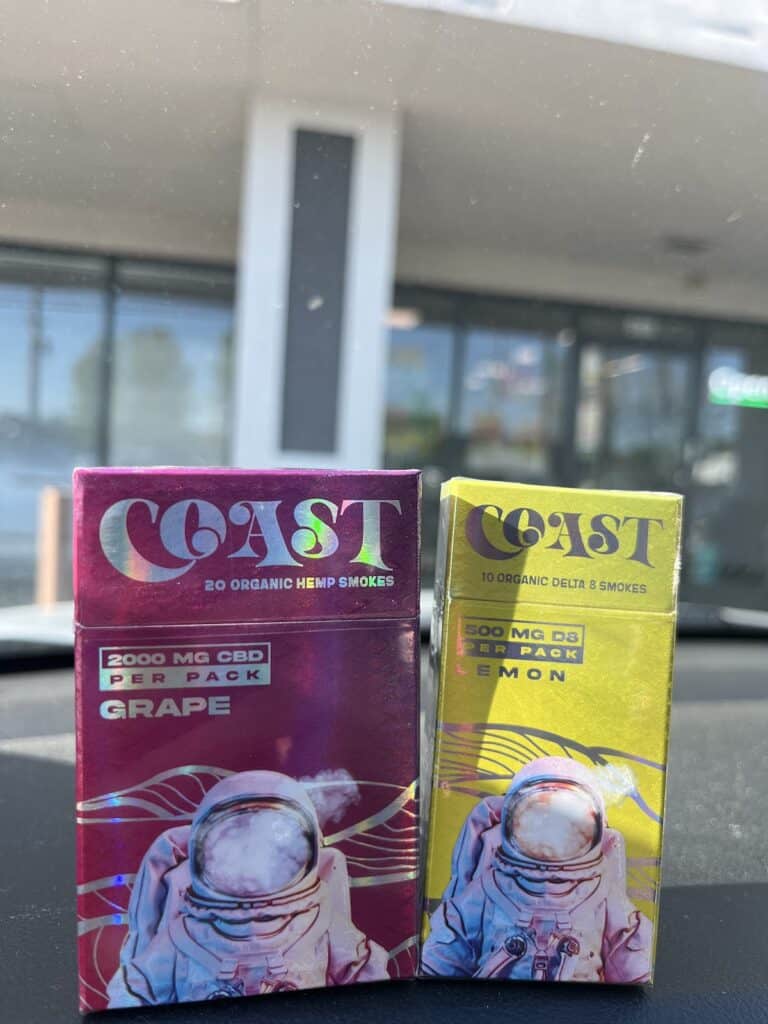 COAST
20 ORGANIC HEMP SMOKES
2000 MG CBD
PER PACK
GRAPE
COAST
10 ORGANIC DELTA 8 SMOKES
500 MG D8
PER PACK
LEMON
Open